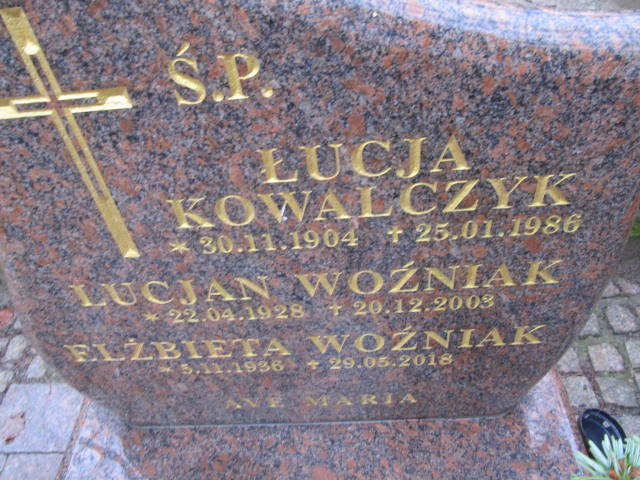 Ś.P.
ŁUCJA
KOWALCZYK
* 30.11.1904 + 25.01.1986
LUCJAN WOŹNIAK
* 22.04.1928 + 20.12.2003
ELŻBIETA WOŹNIAK
* 5.11.1936 + 29.05.2018
AVE MARIA